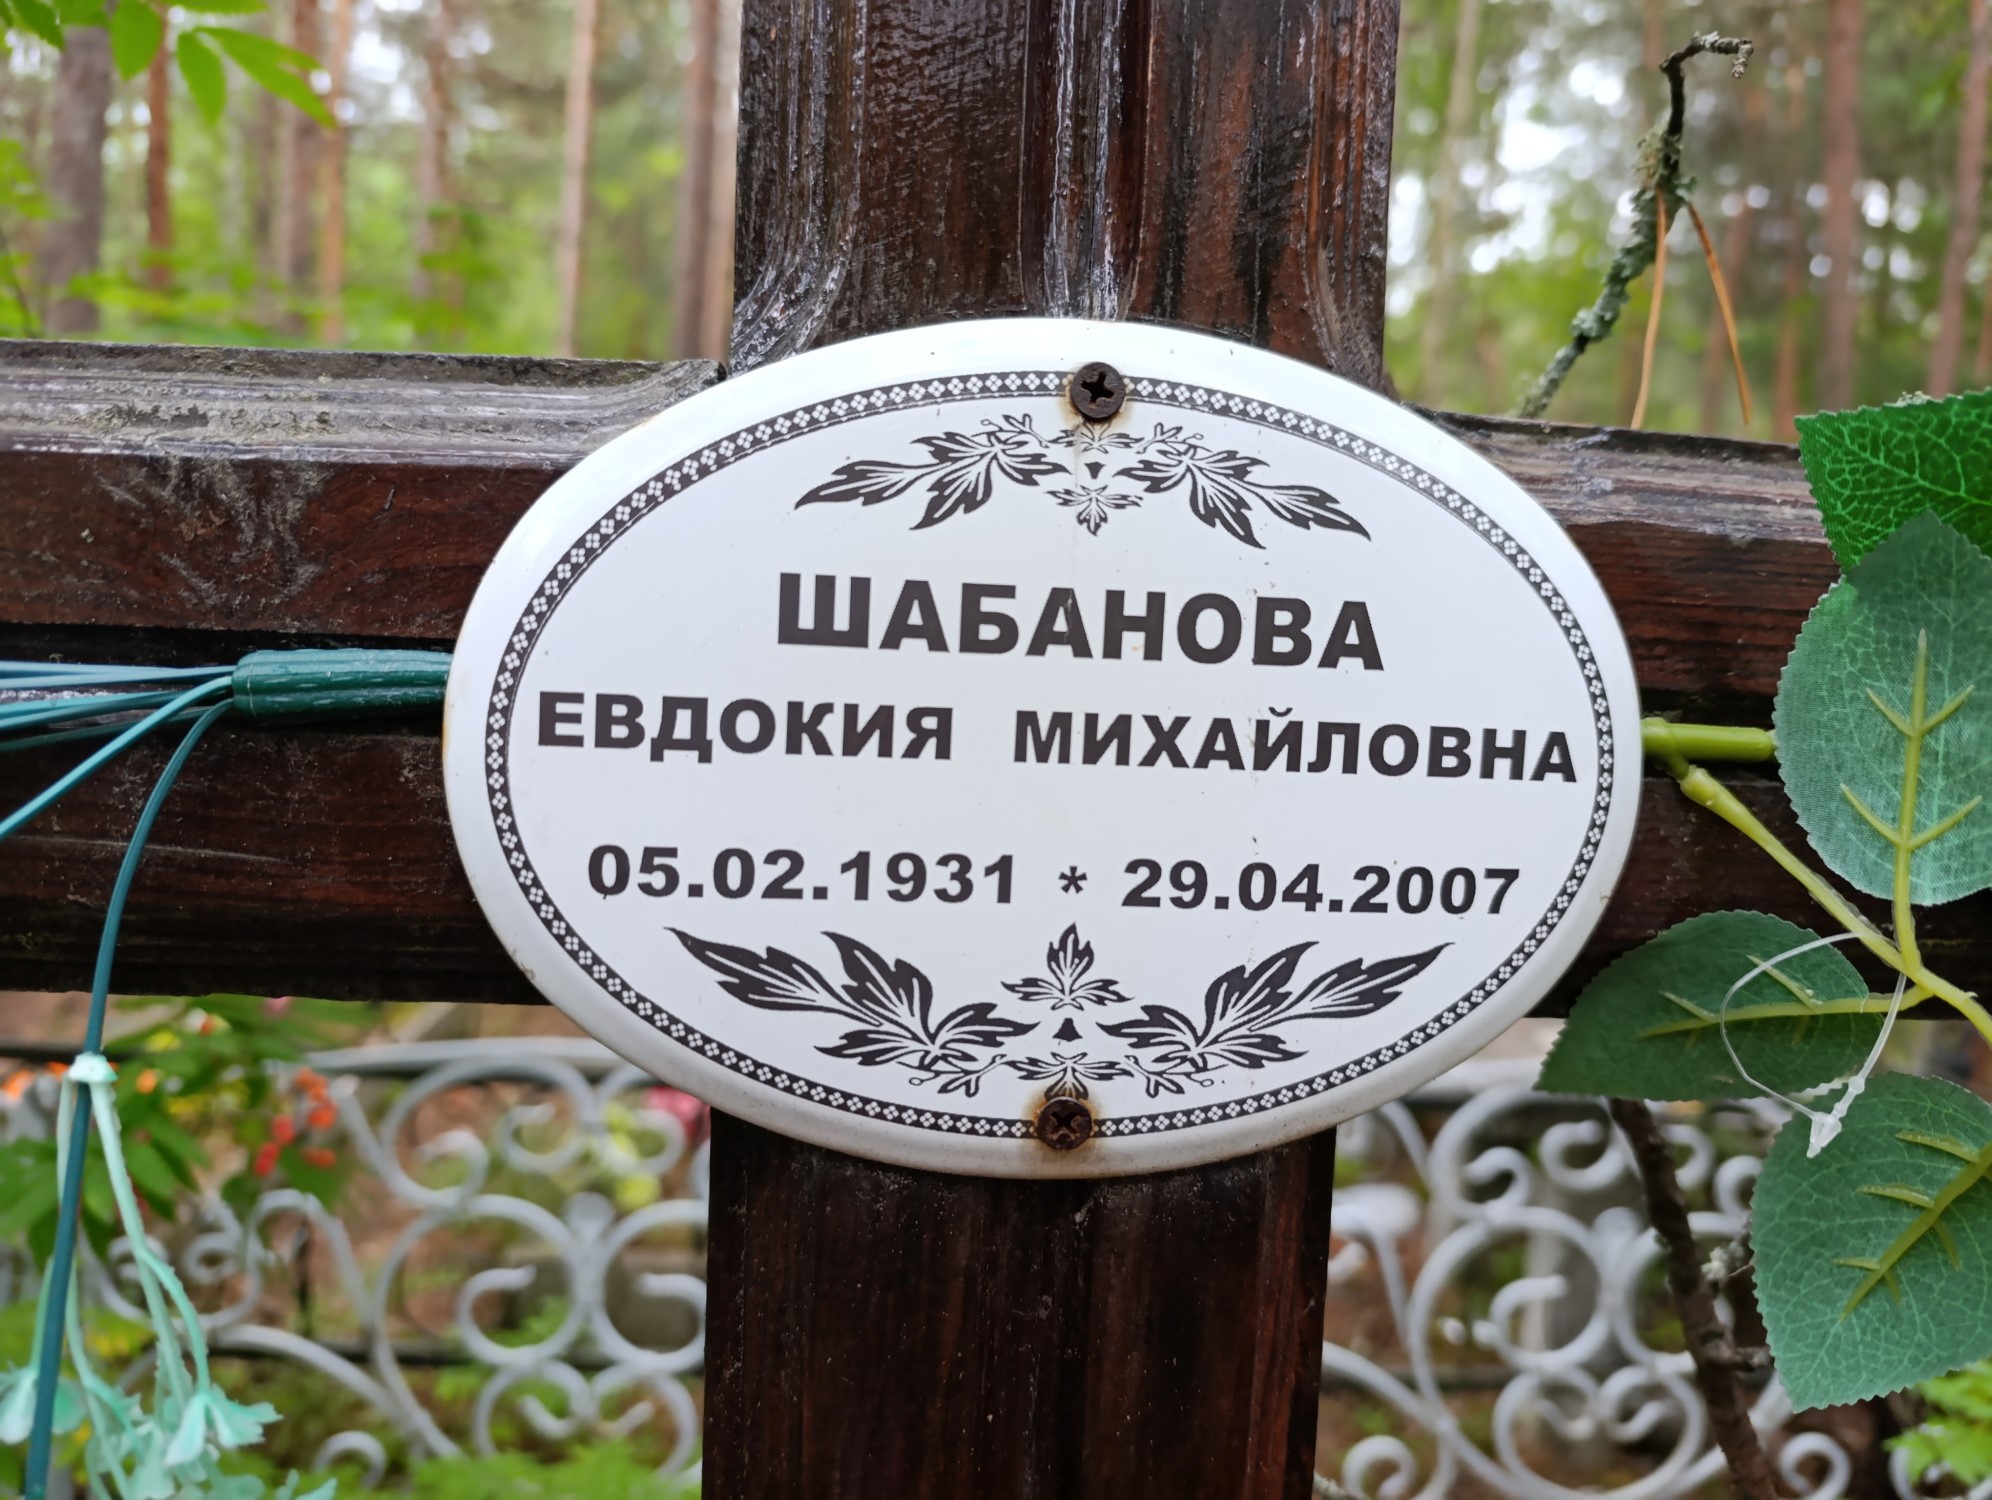 ШАБАНОВА
ЕВДОКИЯ МИХАЙЛОВНА
05.02.1931 * 29.04.2007